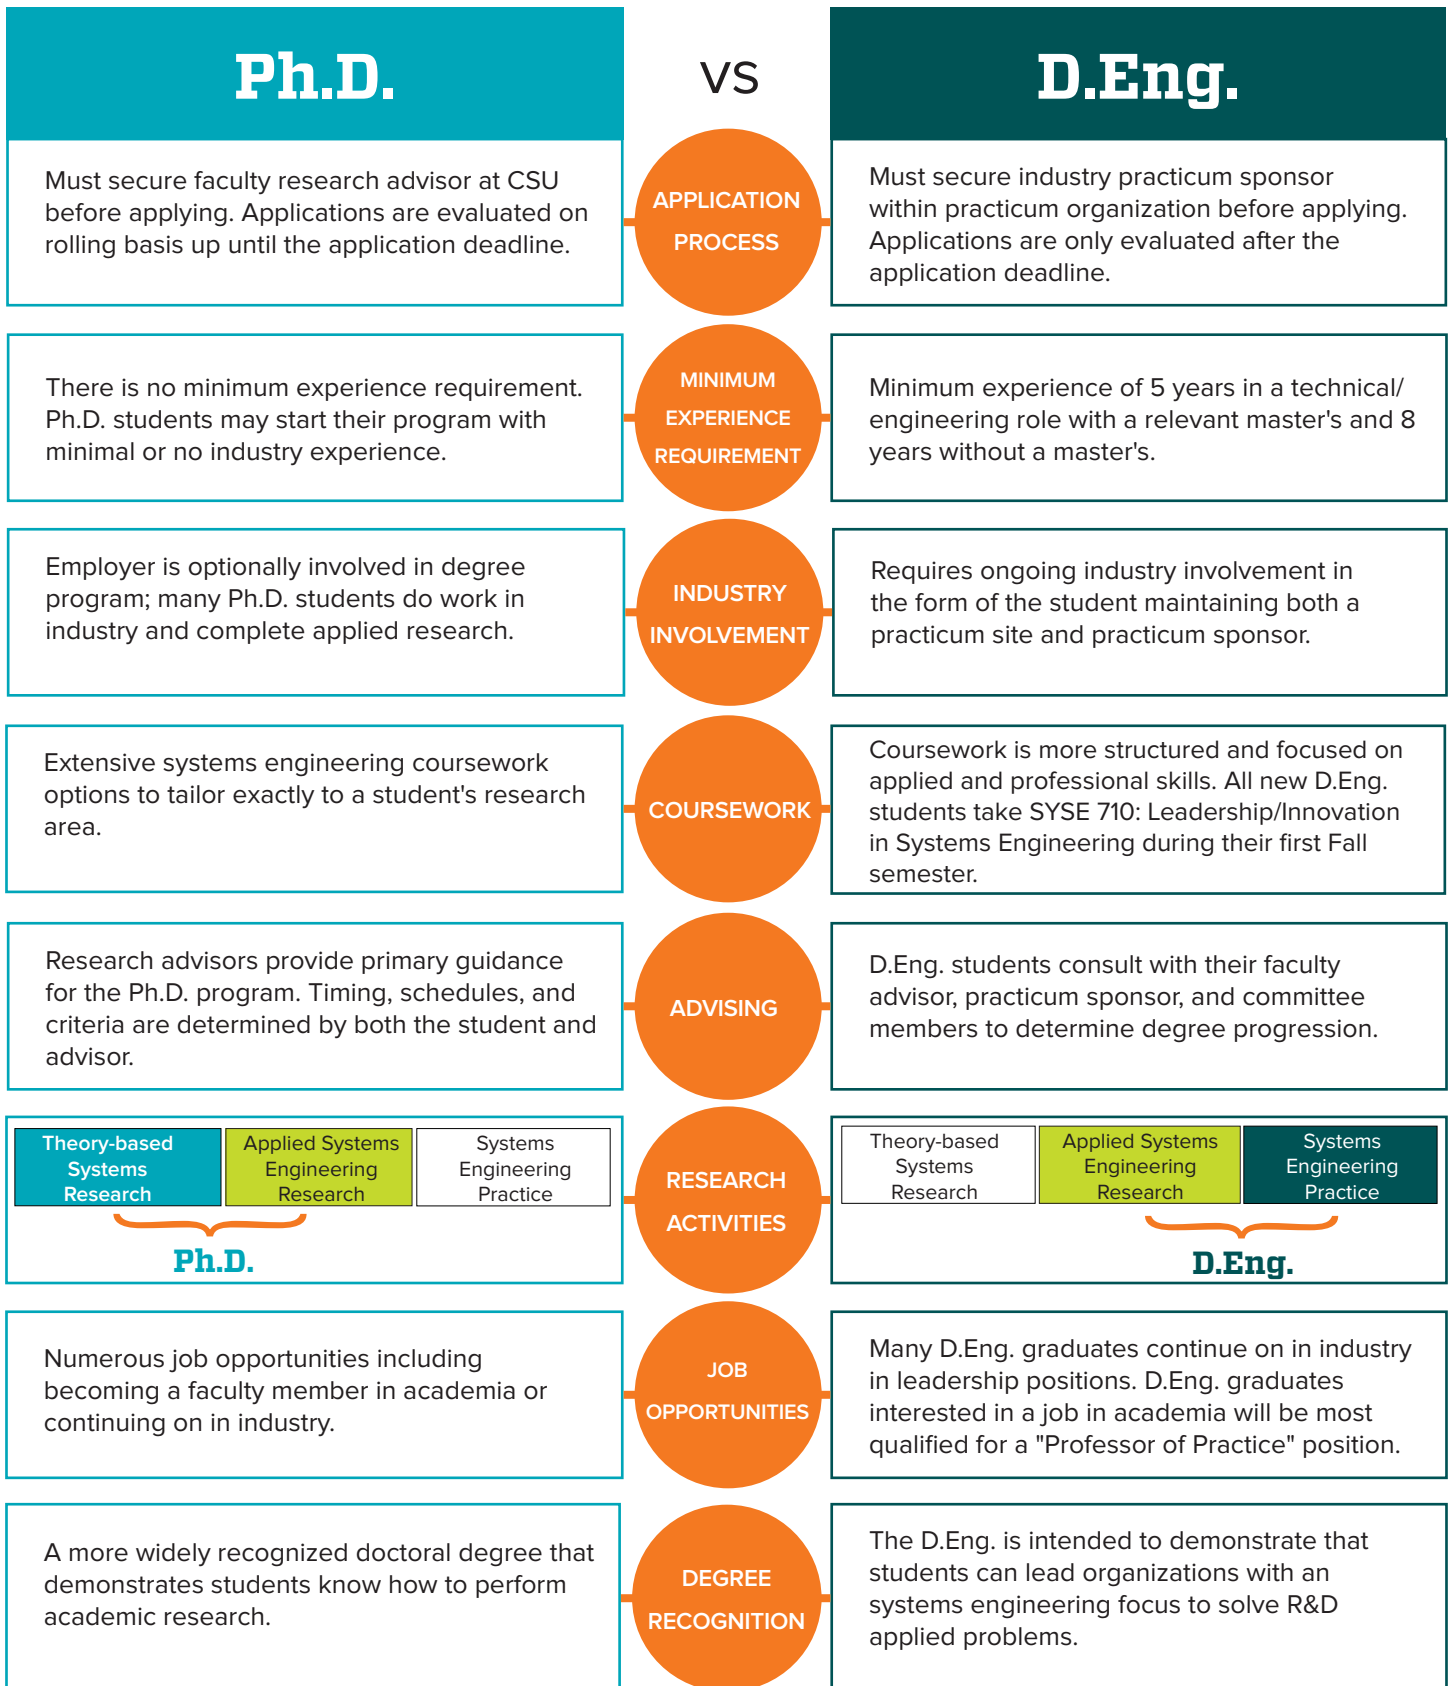 Ph.D.
VS
D.Eng.
Must secure faculty research advisor at CSU
before applying. Applications are evaluated on
rolling basis up until the application deadline.
APPLICATION
PROCESS
Must secure industry practicum sponsor
within practicum organization before applying.
Applications are only evaluated after the
application deadline.
There is no minimum experience requirement.
Ph.D. students may start their program with
minimal or no industry experience.
MINIMUM
EXPERIENCE
REQUIREMENT
Minimum experience of 5 years in a technical/
engineering role with a relevant master's and 8
years without a master's.
Employer is optionally involved in degree
program; many Ph.D. students do work in
industry and complete applied research.
INDUSTRY
INVOLVEMENT
Requires ongoing industry involvement in
the form of the student maintaining both a
practicum site and practicum sponsor.
Extensive systems engineering coursework
options to tailor exactly to a student's research
area.
COURSEWORK
Coursework is more structured and focused on
applied and professional skills. All new D.Eng.
students take SYSE 710: Leadership/Innovation
in Systems Engineering during their first Fall
semester.
Research advisors provide primary guidance
for the Ph.D. program. Timing, schedules, and
criteria are determined by both the student and
advisor.
ADVISING
D.Eng. students consult with their faculty
advisor, practicum sponsor, and committee
members to determine degree progression.
Theory-based
Systems
Research
Applied Systems
Engineering
Research
Systems
Engineering
Practice
Ph.D.
RESEARCH
ACTIVITIES
Theory-based
Systems
Research
Applied Systems
Engineering
Research
Systems
Engineering
Practice
D.Eng.
Numerous job opportunities including
becoming a faculty member in academia or
continuing on in industry.
JOB
OPPORTUNITIES
Many D.Eng. graduates continue on in industry
in leadership positions. D.Eng. graduates
interested in a job in academia will be most
qualified for a "Professor of Practice" position.
A more widely recognized doctoral degree that
demonstrates students know how to perform
academic research.
DEGREE
RECOGNITION
The D.Eng. is intended to demonstrate that
students can lead organizations with an
systems engineering focus to solve R&D
applied problems.